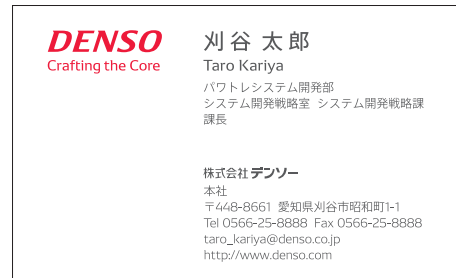 DENSO
Crafting the Core
刈谷 太郎
Taro Kariya
パワトレシステム開発部
システム開発戦略室 システム開発戦略課
課長
株式会社デンソー
本社
〒448-8661 愛知県刈谷市昭和町1-1
Tel 0566-25-8888 Fax 0566-25-8888
taro_kariya@denso.co.jp
http://www.denso.com